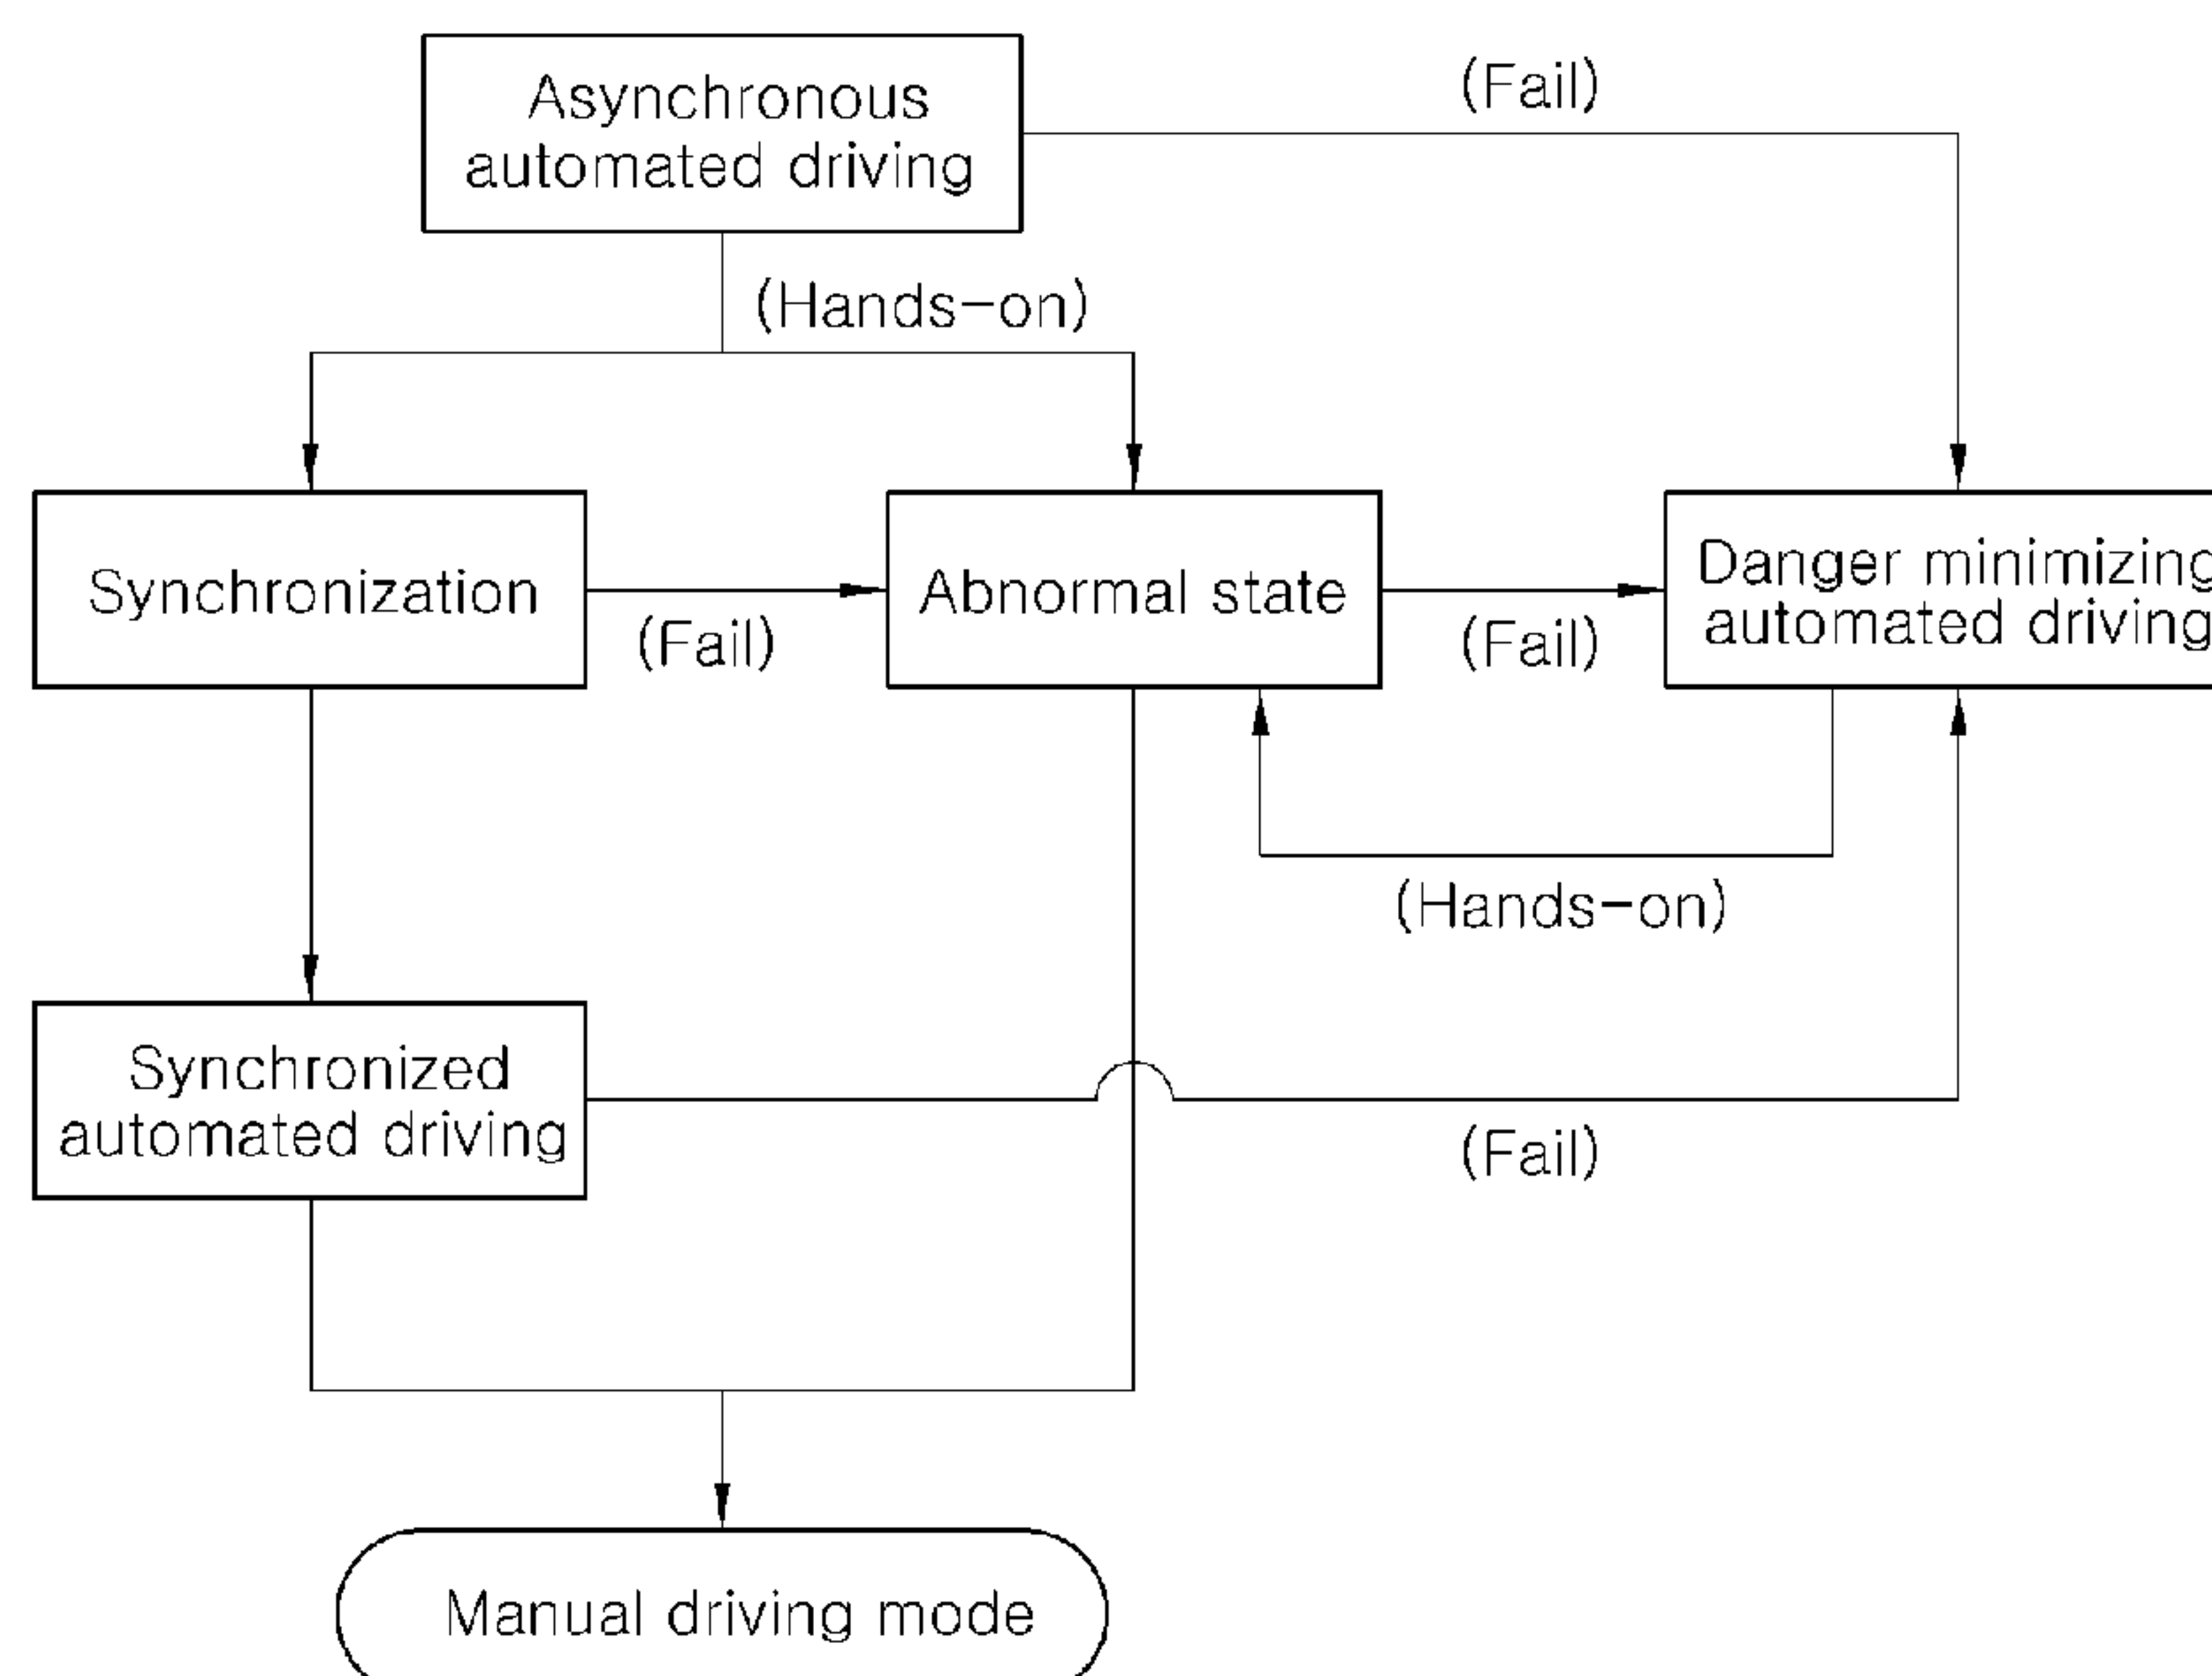 Asynchronous
automated driving
(Fail)
(Hands-on)
Synchronization
(Fail)
Abnormal state
(Fail)
Danger minimizing
automated driving
(Hands-on)
Synchronized
automated driving
(Fail)
Manual driving mode